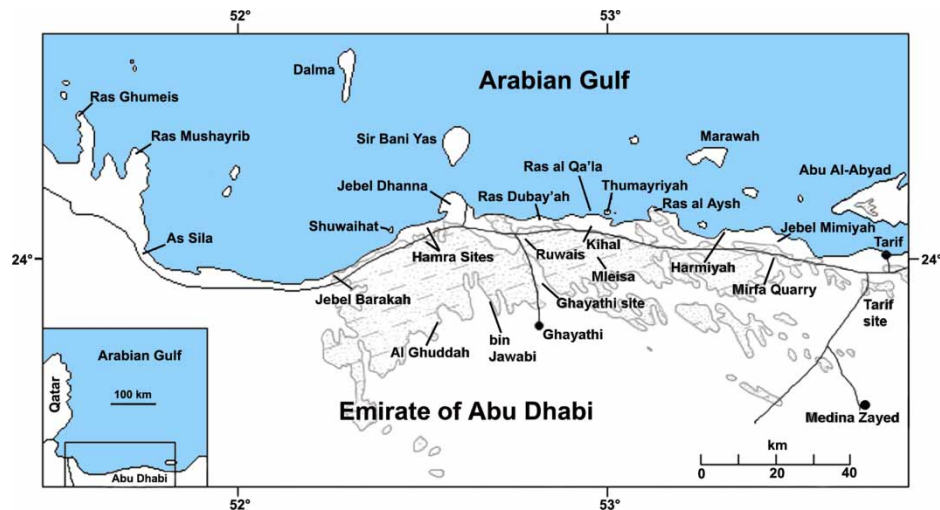 52°
53°
Dalma
Arabian Gulf
Ras Ghumeis
Ras Mushayrib
Sir Bani Yas
Marawah
Ras al Qa'la
Abu Al-Abyad
Jebel Dhanna
Thumayriyah
Ras Dubay'ah
Ras al Aysh
Shuwaihat
Jebel Mimiyah
As Sila
Tarif
24°
Hamra Sites
Ruwais
Kihal
Harmiyah
24°
Mleisa
Jebel Barakah
Ghayathi site
Mirfa Quarry
Tarif
site
Ghayathi
Al Ghuddah
bin
Jawabi
Arabian Gulf
Qatar
100 km
Emirate of Abu Dhabi
Medina Zayed
km
0 20 40
Abu Dhabi
52°
53°